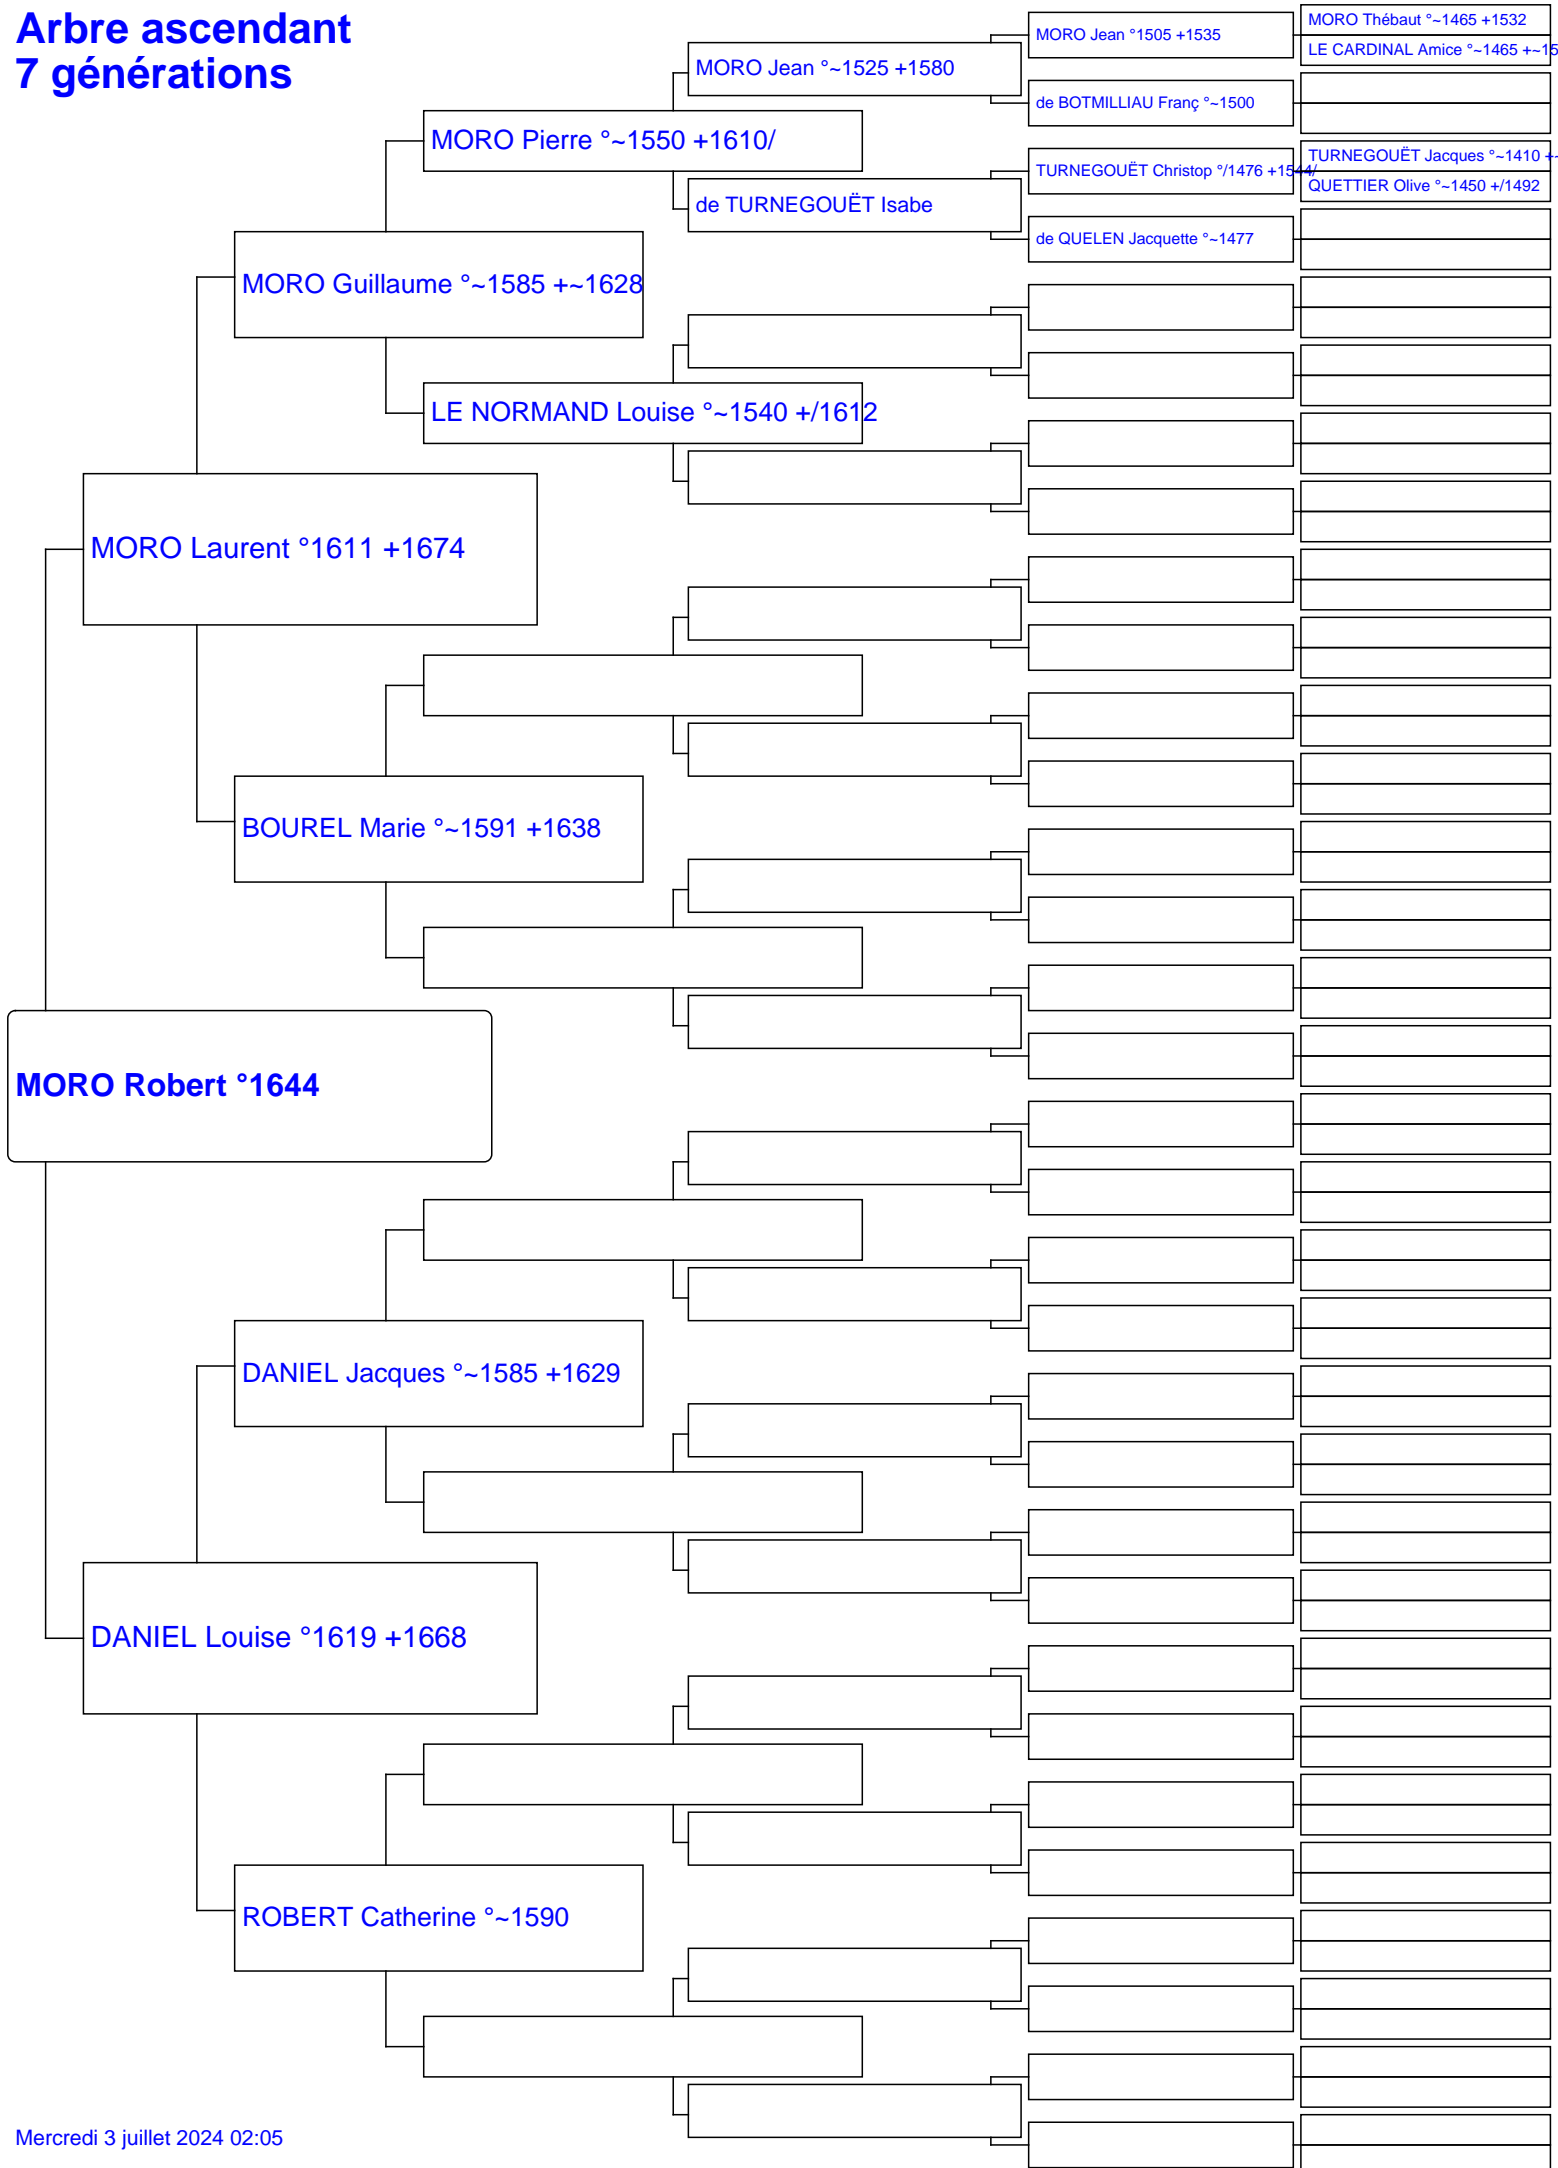 Arbre ascendant
7 générations
MORO Thébaut °~1465 +1532
MORO Jean °1505 +1535
LE CARDINAL Amice °~1465 +~15
MORO Jean °~1525 +1580
de BOTMILLIAU Franç °~1500
MORO Pierre °~1550 +1610/
TURNEGOUËT Jacques °~1410 +~
TURNEGOUËT Christop °/1476 +1544/
QUETTIER Olive °~1450 +/1492
de TURNEGOUËT Isabe
de QUELEN Jacquette °~1477
MORO Guillaume °~1585 +~1628
LE NORMAND Louise °~1540 +/1612
MORO Laurent °1611 +1674
BOUREL Marie °~1591 +1638
MORO Robert °1644
DANIEL Jacques °~1585 +1629
DANIEL Louise °1619 +1668
ROBERT Catherine °~1590
Mercredi 3 juillet 2024 02:05